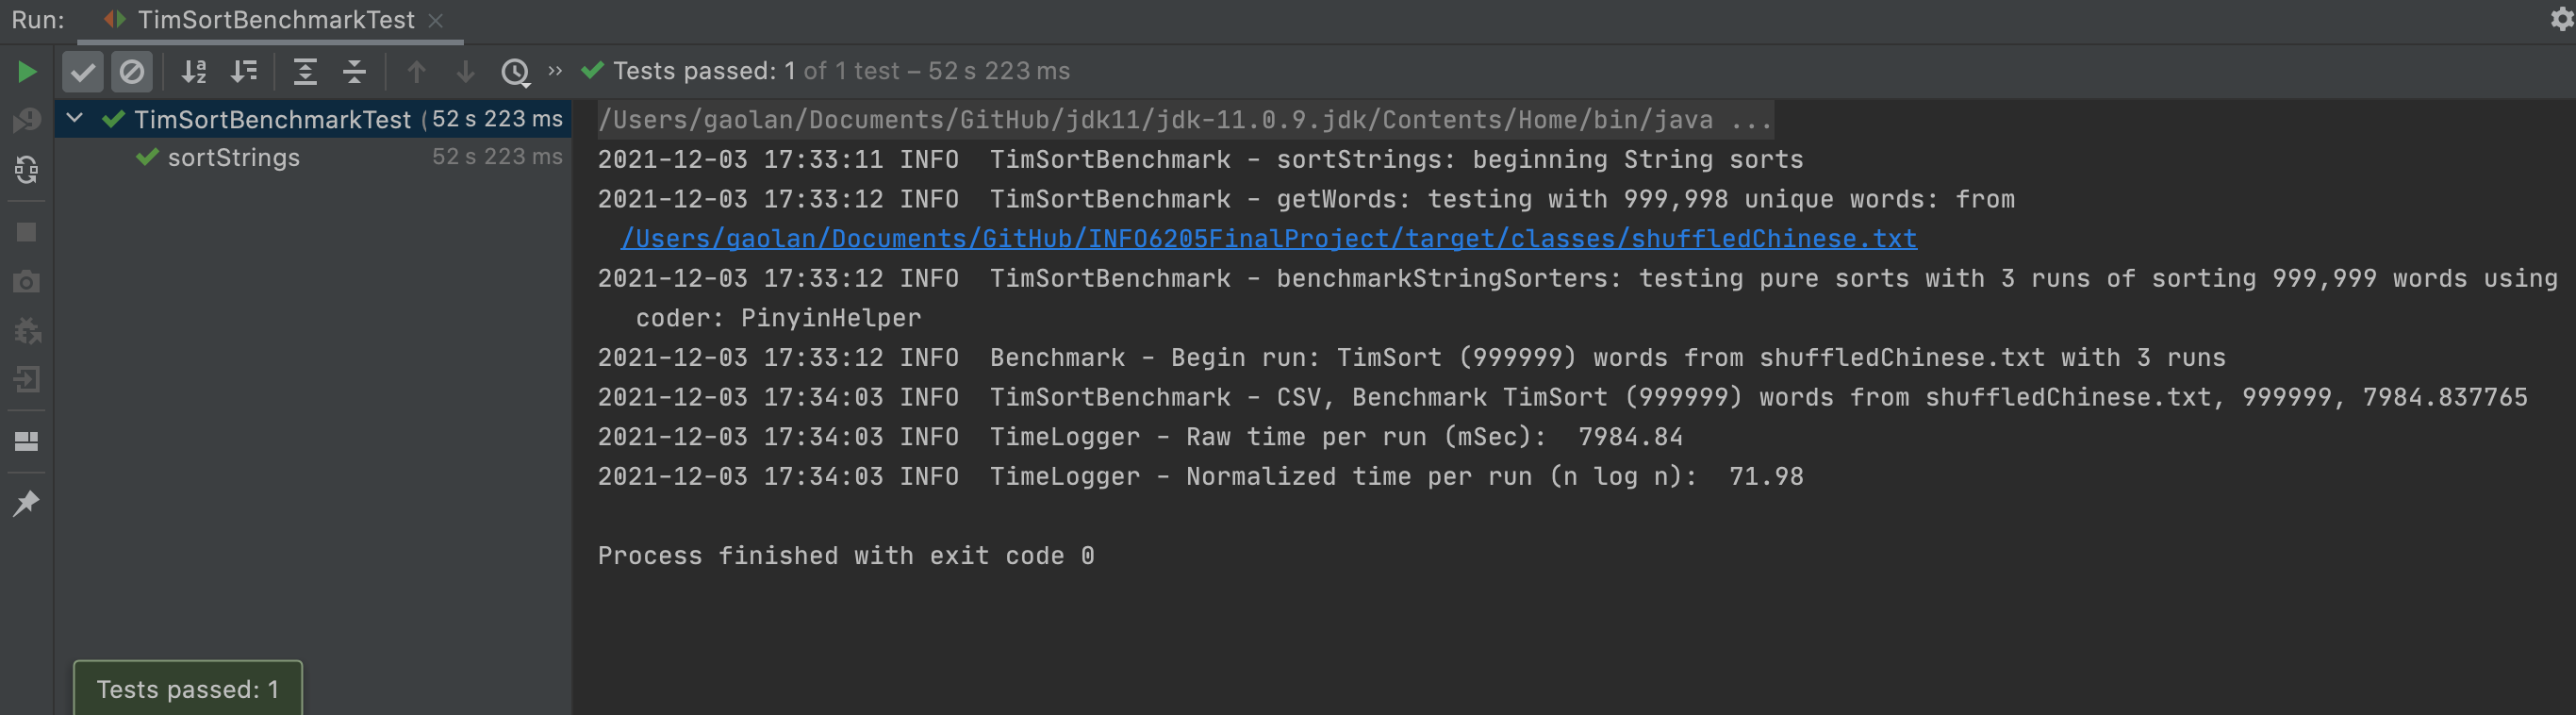 Run: TimSortBenchmarkTest
Tests passed: 1 of 1 test – 52 s 223 ms
TimSortBenchmarkTest ( 52 s 223 ms
sortStrings 52 s 223 ms
/Users/gaolan/Documents/GitHub/jdk11/jdk-11.0.9.jdk/Contents/Home/bin/java ...
2021-12-03 17:33:11 INFO  TimSortBenchmark - sortStrings: beginning String sorts
2021-12-03 17:33:12 INFO  TimSortBenchmark - getWords: testing with 999,998 unique words: from
/Users/gaolan/Documents/GitHub/INFO6205FinalProject/target/classes/shuffledChinese.txt
2021-12-03 17:33:12 INFO  TimSortBenchmark - benchmarkStringSorters: testing pure sorts with 3 runs of sorting 999,999 words using
coder: PinyinHelper
2021-12-03 17:33:12 INFO  Benchmark - Begin run: TimSort (999999) words from shuffledChinese.txt with 3 runs
2021-12-03 17:34:03 INFO  TimSortBenchmark - CSV, Benchmark TimSort (999999) words from shuffledChinese.txt, 999999, 7984.837765
2021-12-03 17:34:03 INFO  TimeLogger - Raw time per run (mSec):  7984.84
2021-12-03 17:34:03 INFO  TimeLogger - Normalized time per run (n log n):  71.98
Process finished with exit code 0
Tests passed: 1